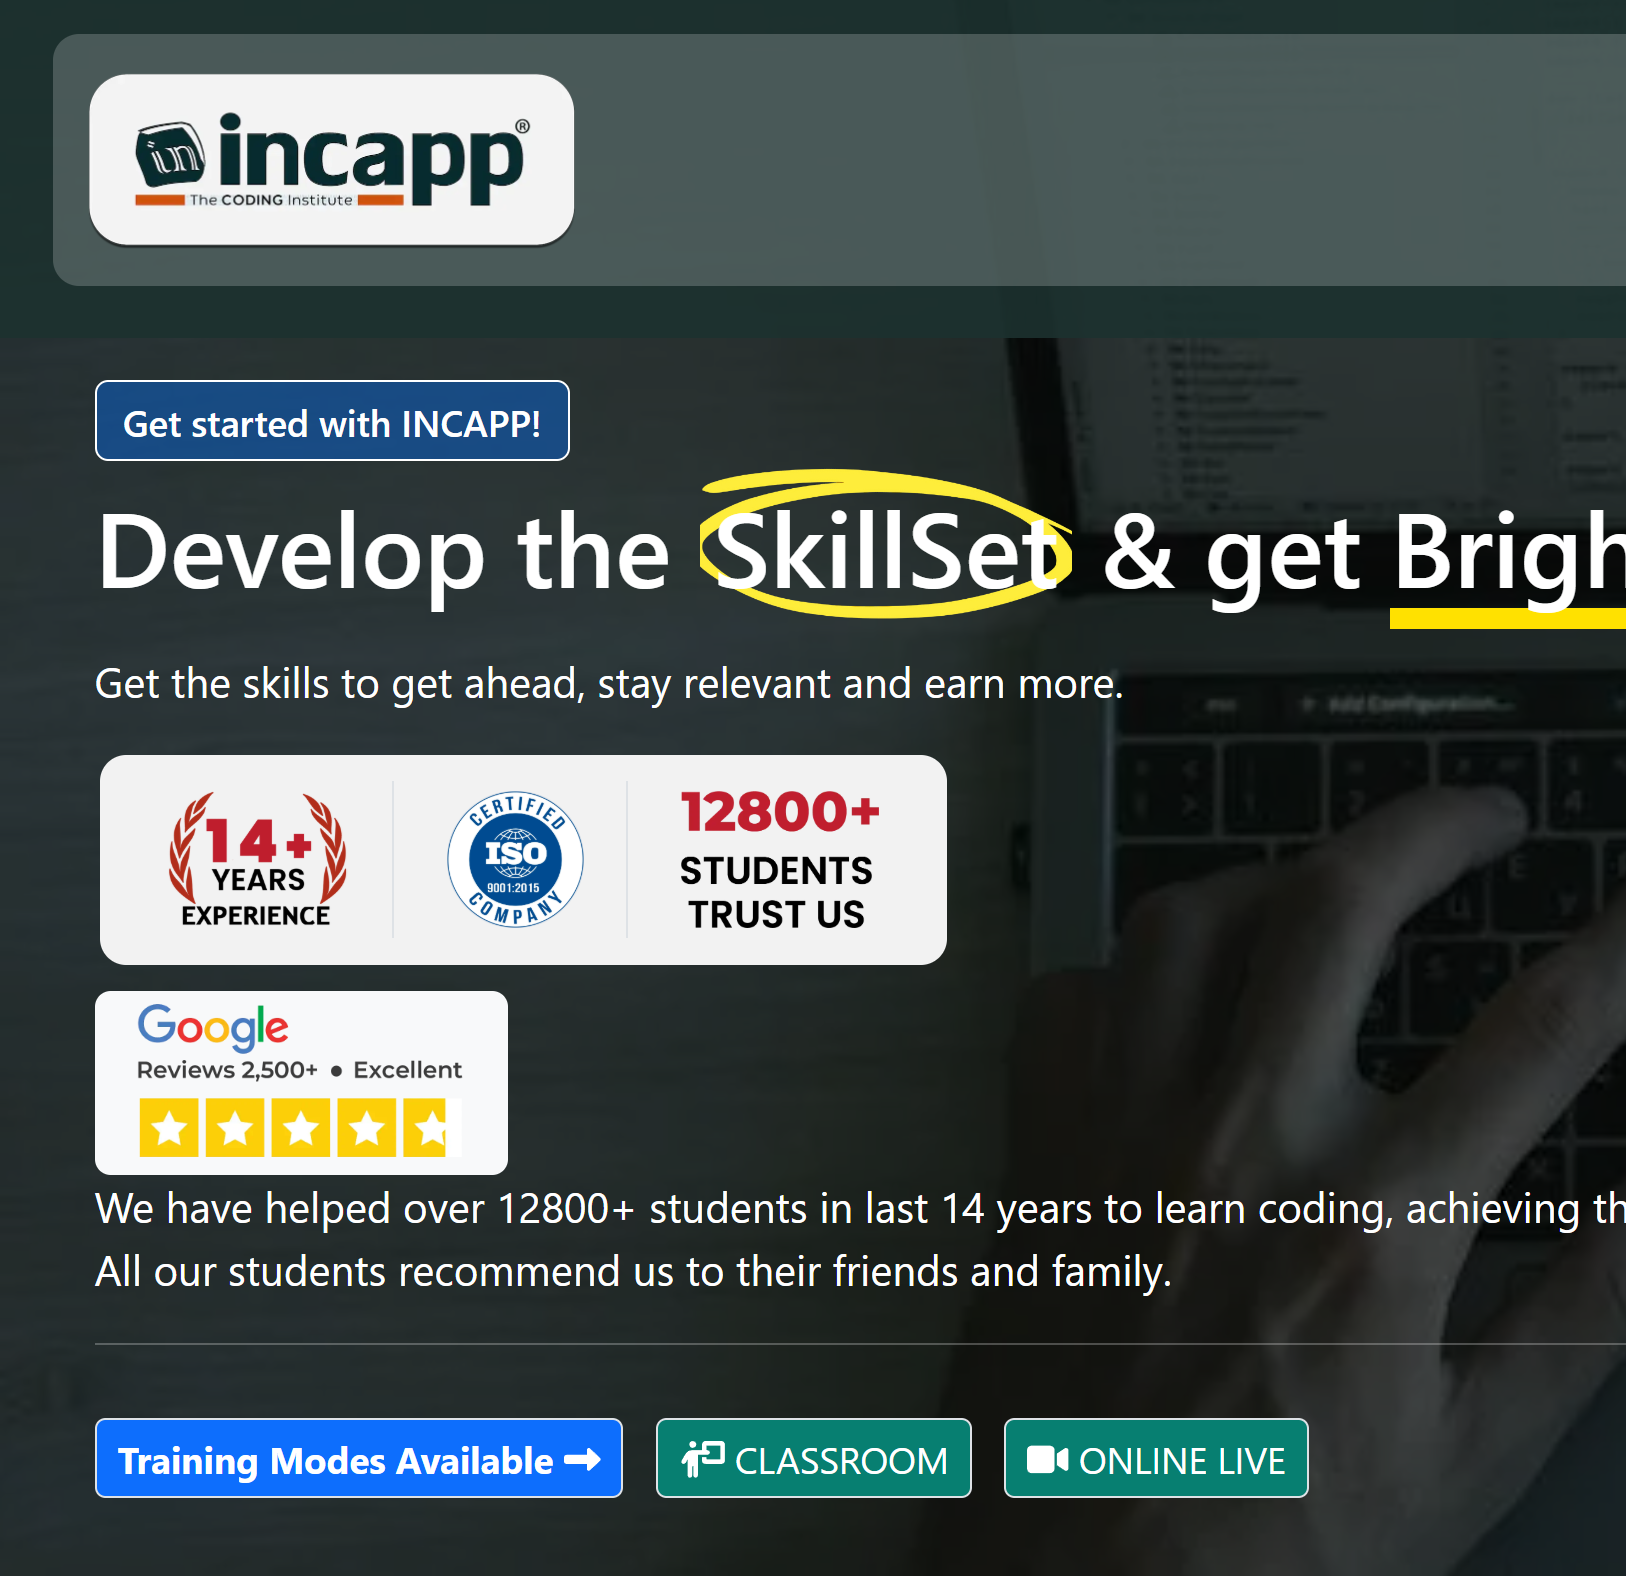 in incapp®
The CODING Institute
Get started with INCAPP!
Develop the SkillSet & get Brigh
Get the skills to get ahead, stay relevant and earn more.
14+
YEARS
EXPERIENCE
CERTIFIED
ISO
9001:2015
COMPANY
12800+
STUDENTS
TRUST US
Google
Reviews 2,500+ ● Excellent
We have helped over 12800+ students in last 14 years to learn coding, achieving th
All our students recommend us to their friends and family.
Training Modes Available
CLASSROOM
ONLINE LIVE